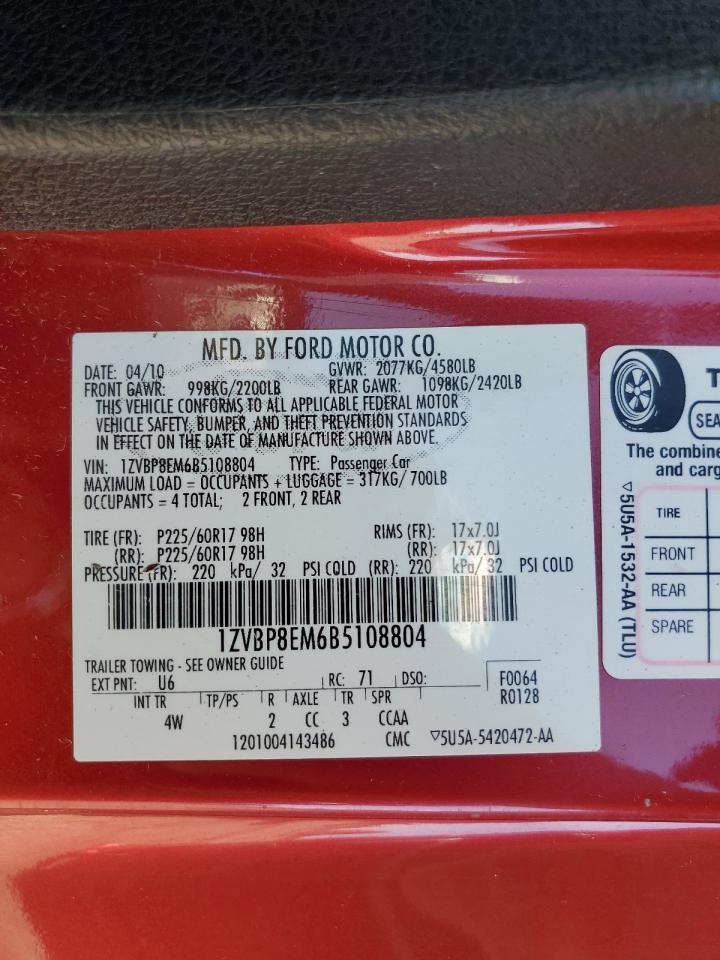 MFD. BY FORD MOTOR CO.
DATE: 04/10 GVWR: 2077KG/4580LB
FRONT GAWR: 998KG/2200LB REAR GAWR: 1098KG/2420LB
THIS VEHICLE CONFORMS TO ALL APPLICABLE FEDERAL MOTOR
VEHICLE SAFETY, BUMPER, AND THEFT PREVENTION STANDARDS
IN EFFECT ON THE DATE OF MANUFACTURE SHOWN ABOVE.
VIN: 1ZVBP8EM6B5108804 TYPE: Passenger Car
MAXIMUM LOAD = OCCUPANTS + LUGGAGE = 317KG/ 700LB
OCCUPANTS = 4 TOTAL; 2 FRONT, 2 REAR
TIRE (FR): P225/60R17 98H RIMS (FR): 17x7.0J
(RR): P225/60R17 98H (RR): 17x7.0J
PRESSURE (FR): 220 kPa/ 32 PSI COLD (RR): 220 kPa/ 32 PSI COLD
1ZVBP8EM6B5108804
TRAILER TOWING - SEE OWNER GUIDE
EXT PNT: U6 RC: 71 DSO: F0064
R0128
INT TR TP/PS R AXLE TR SPR
4W 2 CC 3 CCAA
1201004143486 CMC ▽5U5A-5420472-AA
T
SEA
The combine
and carg
TIRE
FRONT
REAR
SPARE
▽5U5A-1532-AA (TLU)